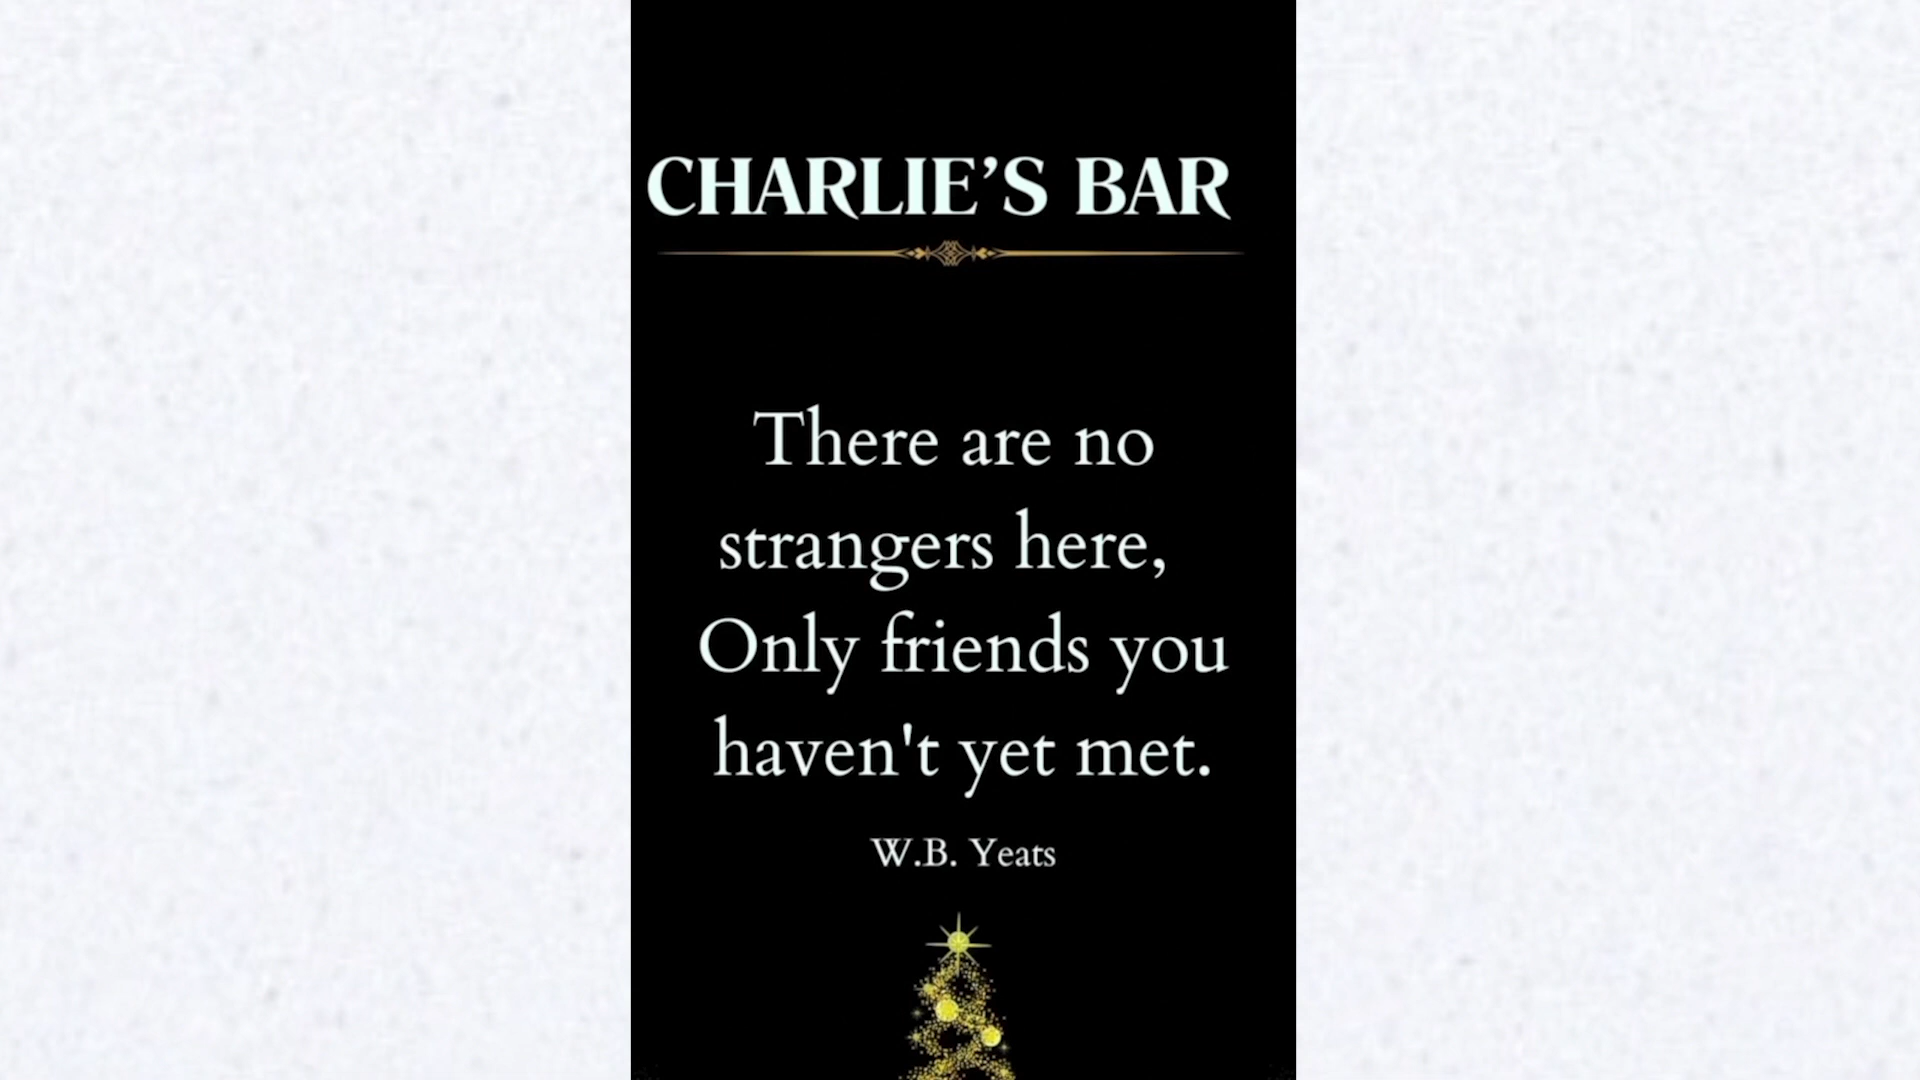 CHARLIE’S BAR
There are no
strangers here,
Only friends you
haven't yet met.
W.B. Yeats